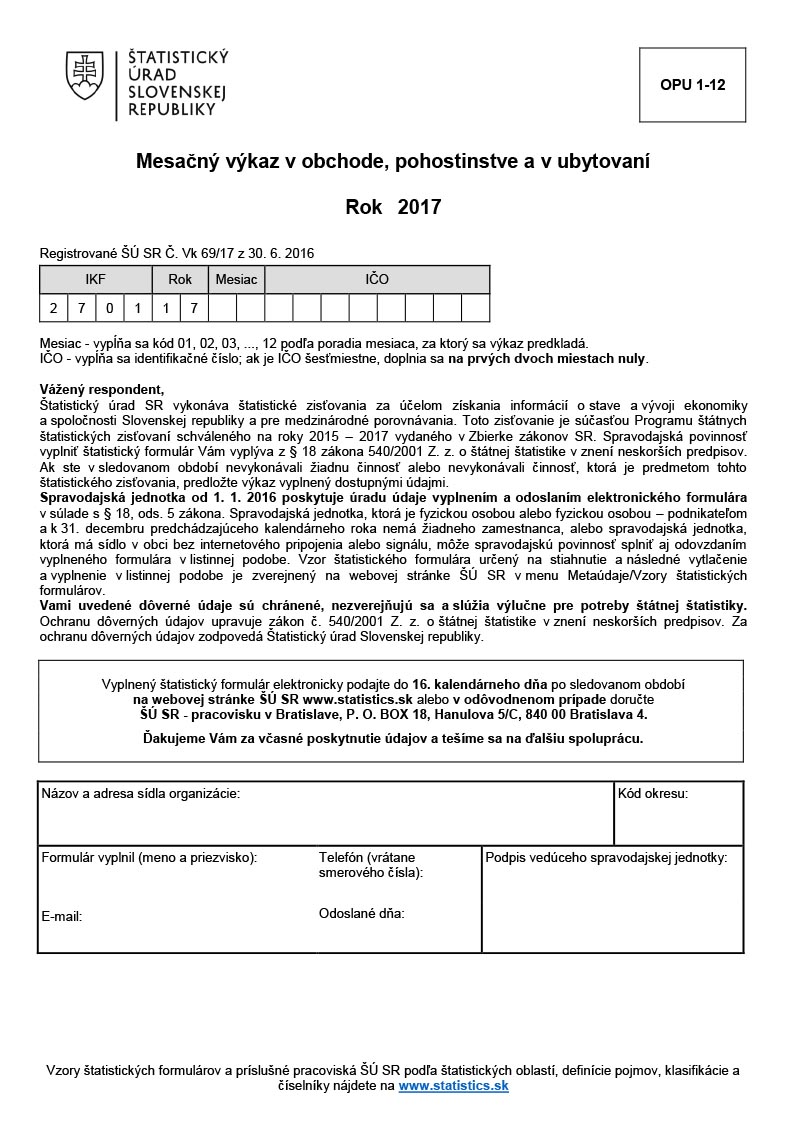 ŠTATISTICKÝ
ÚRAD
SLOVENSKEJ
REPUBLIKY
OPU 1-12
Mesačný výkaz v obchode, pohostinstve a v ubytovaní
Rok 2017
Registrované ŠÚ SR Č. Vk 69/17 z 30. 6. 2016
IKF Rok Mesiac IČO
2 7 0 1 1 7
Mesiac - vypĺňa sa kód 01, 02, 03, ..., 12 podľa poradia mesiaca, za ktorý sa výkaz predkladá.
IČO - vypĺňa sa identifikačné číslo; ak je IČO šesťmiestne, doplnia sa na prvých dvoch miestach nuly.
Vážený respondent,
Štatistický úrad SR vykonáva štatistické zisťovania za účelom získania informácií o stave a vývoji ekonomiky
a spoločnosti Slovenskej republiky a pre medzinárodné porovnávania. Toto zisťovanie je súčasťou Programu štátnych
štatistických zisťovaní schváleného na roky 2015 – 2017 vydaného v Zbierke zákonov SR. Spravodajská povinnosť
vyplniť štatistický formulár Vám vyplýva z § 18 zákona 540/2001 Z. z. o štátnej štatistike v znení neskorších predpisov.
Ak ste v sledovanom období nevykonávali žiadnu činnosť alebo nevykonávali činnosť, ktorá je predmetom tohto
štatistického zisťovania, predložte výkaz vyplnený dostupnými údajmi.
Spravodajská jednotka od 1. 1. 2016 poskytuje úradu údaje vyplnením a odoslaním elektronického formulára
v súlade s § 18, ods. 5 zákona. Spravodajská jednotka, ktorá je fyzickou osobou alebo fyzickou osobou – podnikateľom
a k 31. decembru predchádzajúceho kalendárneho roka nemá žiadneho zamestnanca, alebo spravodajská jednotka,
ktorá má sídlo v obci bez internetového pripojenia alebo signálu, môže spravodajskú povinnosť splniť aj odovzdaním
vyplneného formulára v listinnej podobe. Vzor štatistického formulára určený na stiahnutie a následné vytlačenie
a vyplnenie v listinnej podobe je zverejnený na webovej stránke ŠÚ SR v menu Metaúdaje/Vzory štatistických
formulárov.
Vami uvedené dôverné údaje sú chránené, nezverejňujú sa a slúžia výlučne pre potreby štátnej štatistiky.
Ochranu dôverných údajov upravuje zákon č. 540/2001 Z. z. o štátnej štatistike v znení neskorších predpisov. Za
ochranu dôverných údajov zodpovedá Štatistický úrad Slovenskej republiky.
Vyplnený štatistický formulár elektronicky podajte do 16. kalendárneho dňa po sledovanom období
na webovej stránke ŠÚ SR www.statistics.sk alebo v odôvodnenom prípade doručte
ŠÚ SR - pracovisku v Bratislave, P. O. BOX 18, Hanulova 5/C, 840 00 Bratislava 4.
Ďakujeme Vám za včasné poskytnutie údajov a tešíme sa na ďalšiu spoluprácu.
Názov a adresa sídla organizácie: Kód okresu:
Formulár vyplnil (meno a priezvisko): Telefón (vrátane Podpis vedúceho spravodajskej jednotky:
smerového čísla):
E-mail: Odoslané dňa:
Vzory štatistických formulárov a príslušné pracoviská ŠÚ SR podľa štatistických oblastí, definície pojmov, klasifikácie a
číselníky nájdete na www.statistics.sk